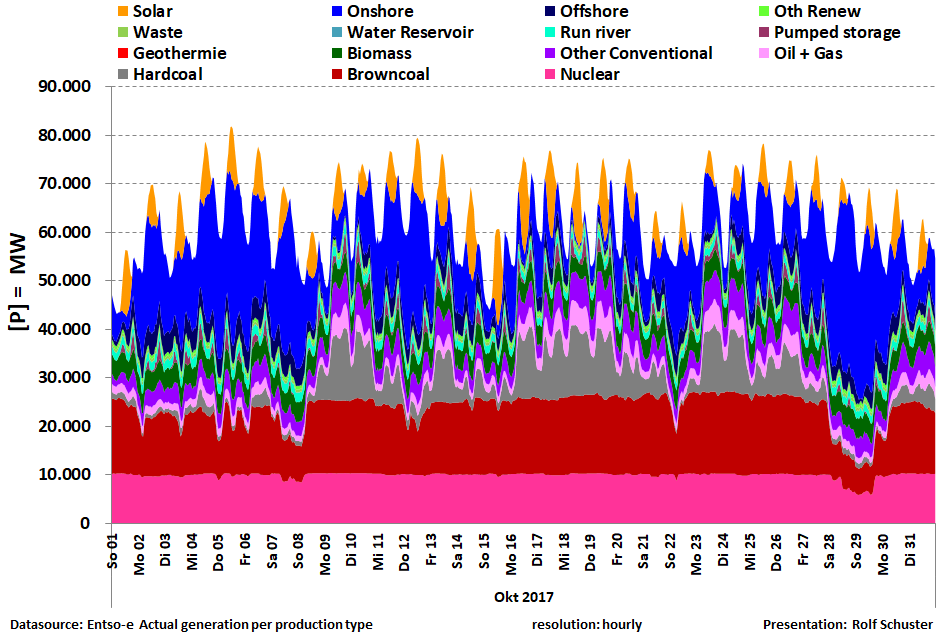 Solar Onshore Offshore Oth Renew
Waste Water Reservoir Run river Pumped storage
Geothermie Biomass Other Conventional Oil + Gas
Hardcoal Browncoal Nuclear
90.000
80.000
70.000
60.000
50.000
40.000
30.000
20.000
10.000
0
[P] = MW
So 01
Mo 02
Di 03
Mi 04
Do 05
Fr 06
Sa 07
So 08
Mo 09
Di 10
Mi 11
Do 12
Fr 13
Sa 14
So 15
Mo 16
Di 17
Mi 18
Do 19
Fr 20
Sa 21
So 22
Mo 23
Di 24
Mi 25
Do 26
Fr 27
Sa 28
So 29
Mo 30
Di 31
Okt 2017
Datasource: Entso-e Actual generation per production type resolution: hourly Presentation: Rolf Schuster